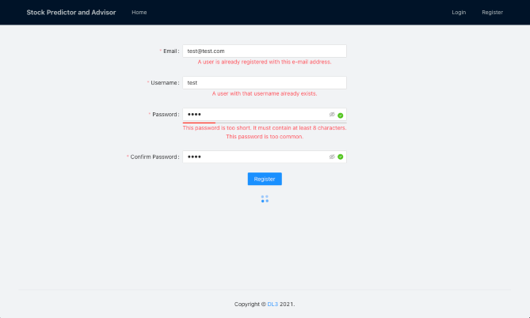 Stock Predictor and Advisor Home Login Register
* Email : test@test.com
A user is already registered with this e-mail address.
* Username : test
A user with that username already exists.
* Password : ••••
This password is too short. It must contain at least 8 characters.
This password is too common.
* Confirm Password : ••••
Register
Copyright © DL3 2021.